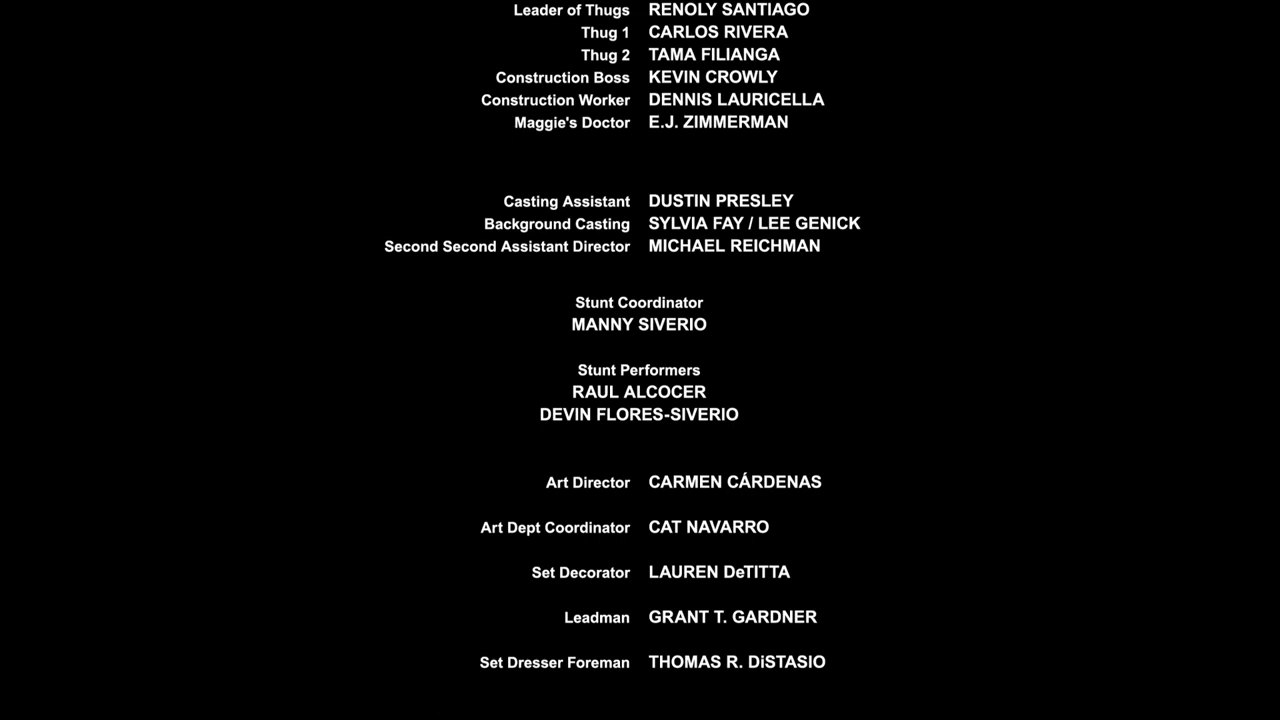 Leader of Thugs RENOLY SANTIAGO
Thug 1 CARLOS RIVERA
Thug 2 TAMA FILIANGA
Construction Boss KEVIN CROWLY
Construction Worker DENNIS LAURICELLA
Maggie's Doctor E.J. ZIMMERMAN
Casting Assistant DUSTIN PRESLEY
Background Casting SYLVIA FAY / LEE GENICK
Second Second Assistant Director MICHAEL REICHMAN
Stunt Coordinator
MANNY SIVERIO
Stunt Performers
RAUL ALCOCER
DEVIN FLORES-SIVERIO
Art Director CARMEN CÁRDENAS
Art Dept Coordinator CAT NAVARRO
Set Decorator LAUREN DeTITTA
Leadman GRANT T. GARDNER
Set Dresser Foreman THOMAS R. DiSTASIO